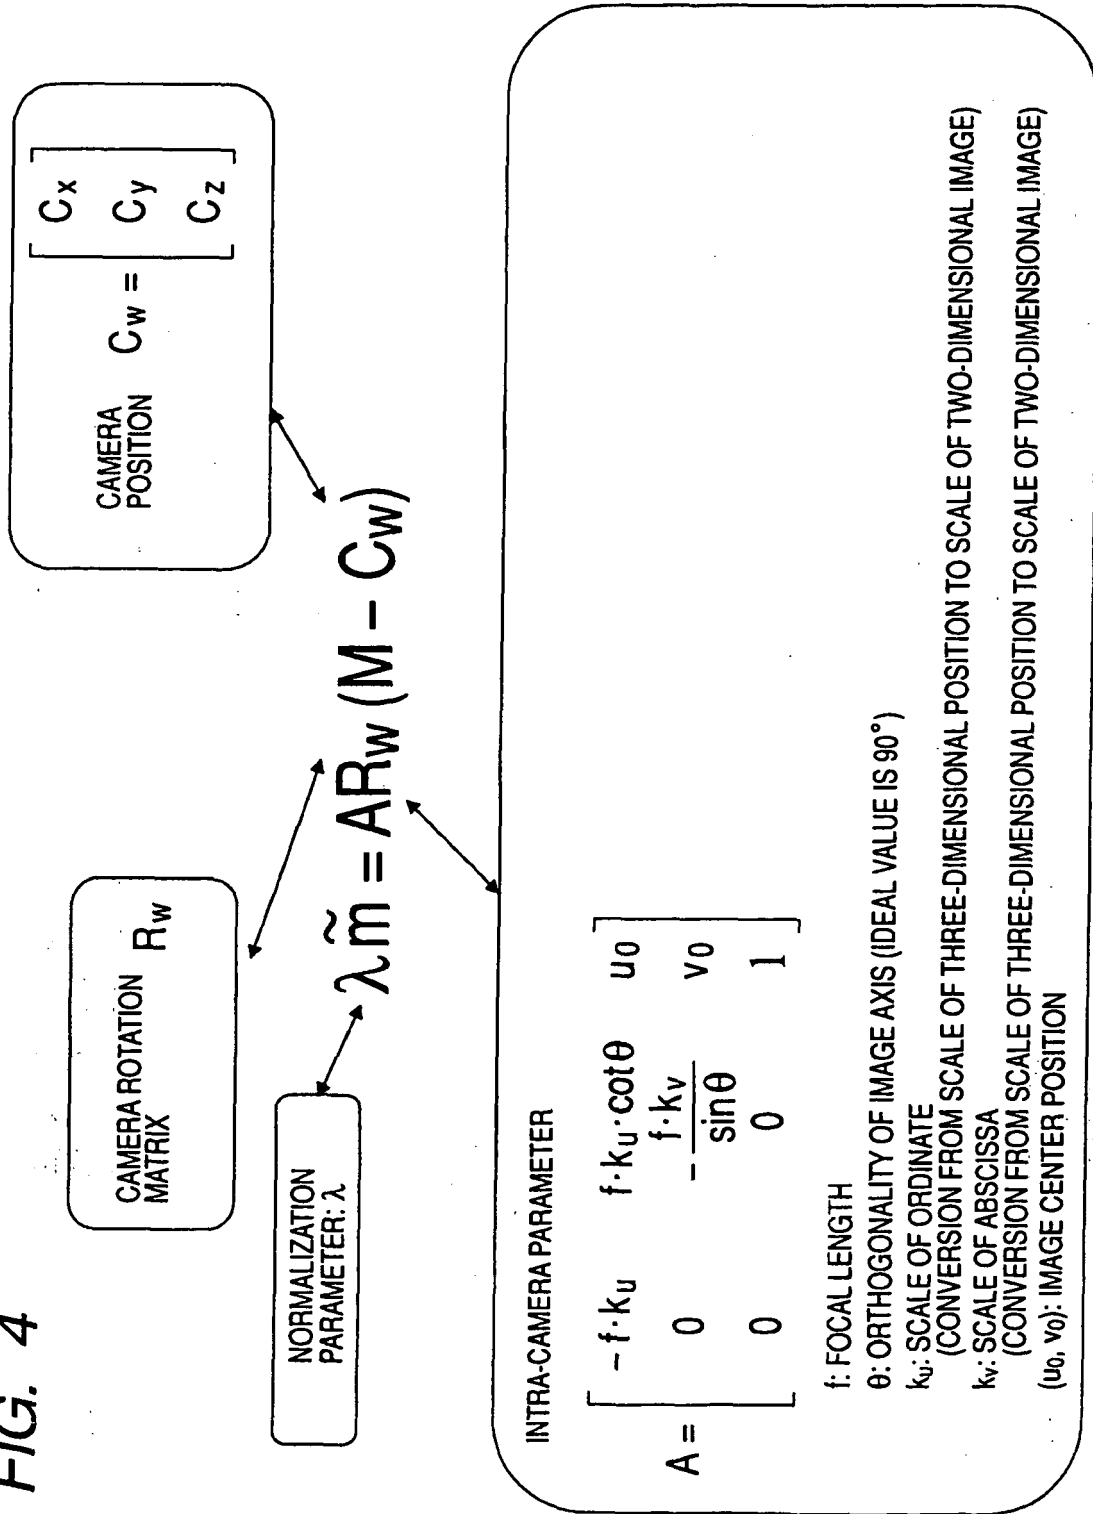 FIG. 4
CAMERA ROTATION
MATRIX Rw
CAMERA
POSITION Cw = [ Cx
Cy
Cz ]
NORMALIZATION
PARAMETER: λ
λm̃ = ARw (M − Cw)
INTRA-CAMERA PARAMETER
A = [ −f·ku f·ku·cotθ u0
0 −f·kv/sinθ v0
0 0 1 ]
f: FOCAL LENGTH
θ: ORTHOGONALITY OF IMAGE AXIS (IDEAL VALUE IS 90°)
ku: SCALE OF ORDINATE
(CONVERSION FROM SCALE OF THREE-DIMENSIONAL POSITION TO SCALE OF TWO-DIMENSIONAL IMAGE)
kv: SCALE OF ABSCISSA
(CONVERSION FROM SCALE OF THREE-DIMENSIONAL POSITION TO SCALE OF TWO-DIMENSIONAL IMAGE)
(u0, v0): IMAGE CENTER POSITION